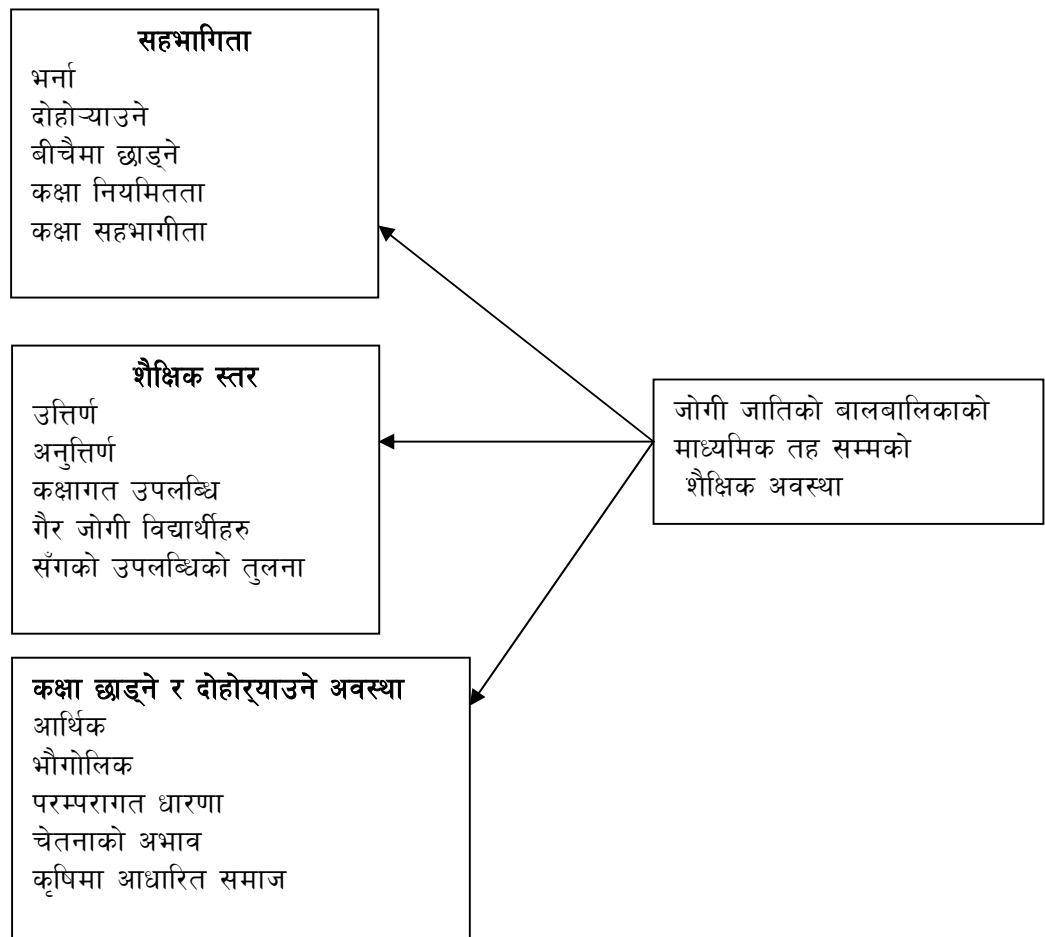 सहभागिता
भर्ना
दोहोऱ्याउने
बीचैमा छाड्ने
कक्षा नियमितता
कक्षा सहभागीता
शैक्षिक स्तर
उत्तिर्ण
अनुत्तिर्ण
कक्षागत उपलब्धि
गैर जोगी विद्यार्थीहरु
सँगको उपलब्धिको तुलना
जोगी जातिको बालबालिकाको
माध्यमिक तह सम्मको
शैक्षिक अवस्था
कक्षा छाड्ने र दोहोर्‍याउने अवस्था
आर्थिक
भौगोलिक
परम्परागत धारणा
चेतनाको अभाव
कृषिमा आधारित समाज